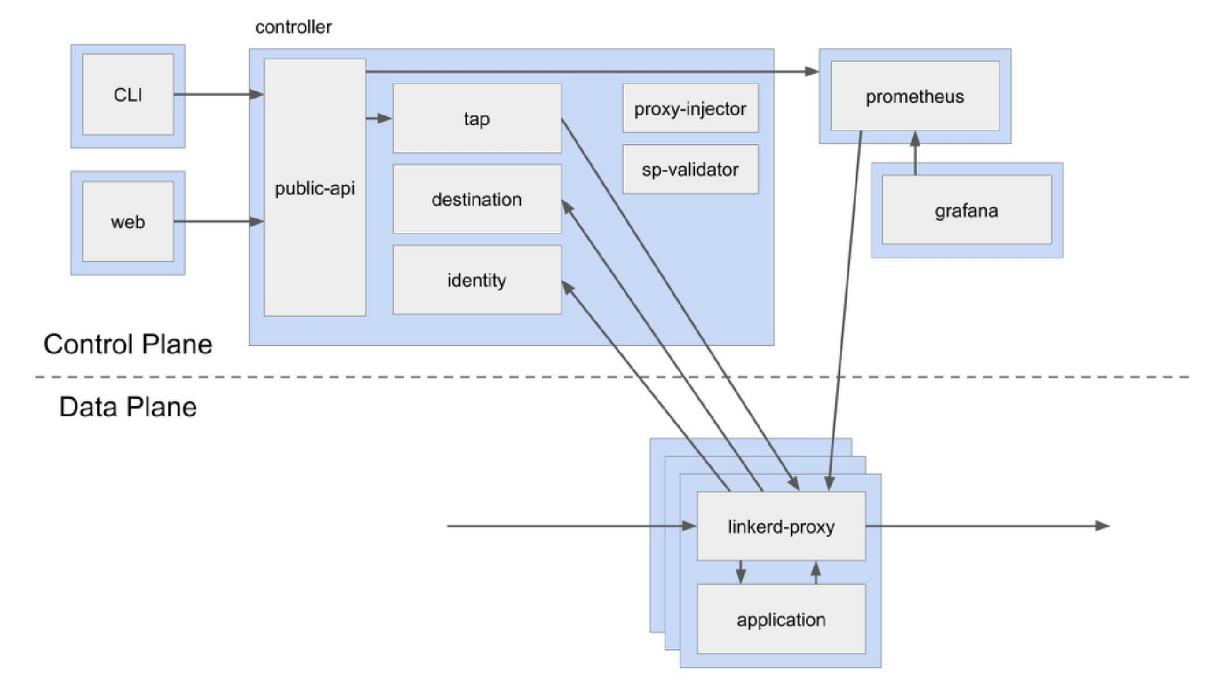 controller
CLI
web
public-api
tap
destination
identity
proxy-injector
sp-validator
prometheus
grafana
Control Plane
Data Plane
linkerd-proxy
application